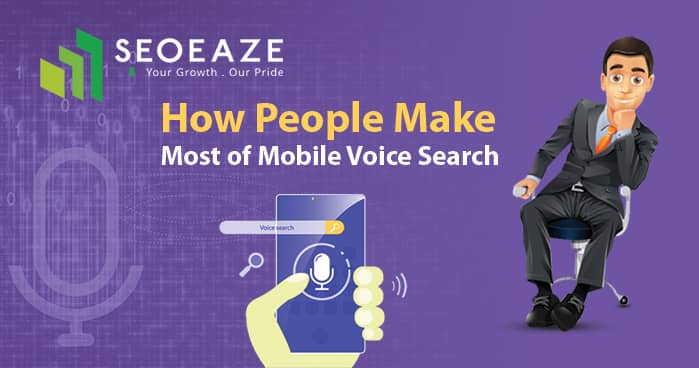 SEOEAZE
Your Growth . Our Pride
How People Make
Most of Mobile Voice Search
Voice search